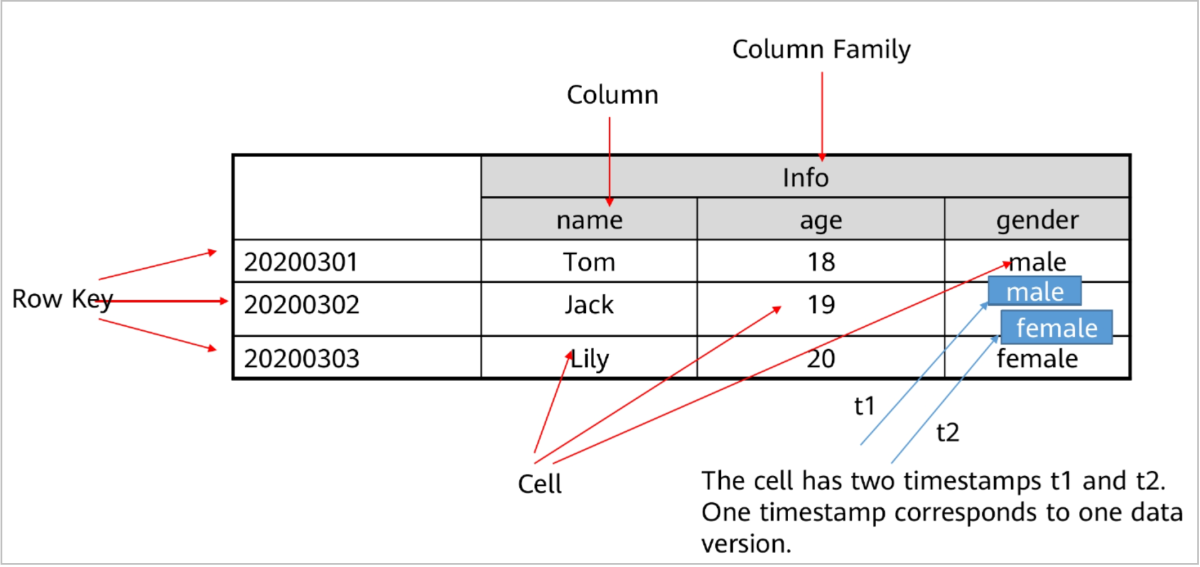 Column Family
Column
Info
name age gender
20200301 Tom 18 male
Row Key
20200302 Jack 19 male
female
20200303 Lily 20 female
t1
t2
Cell
The cell has two timestamps t1 and t2.
One timestamp corresponds to one data
version.